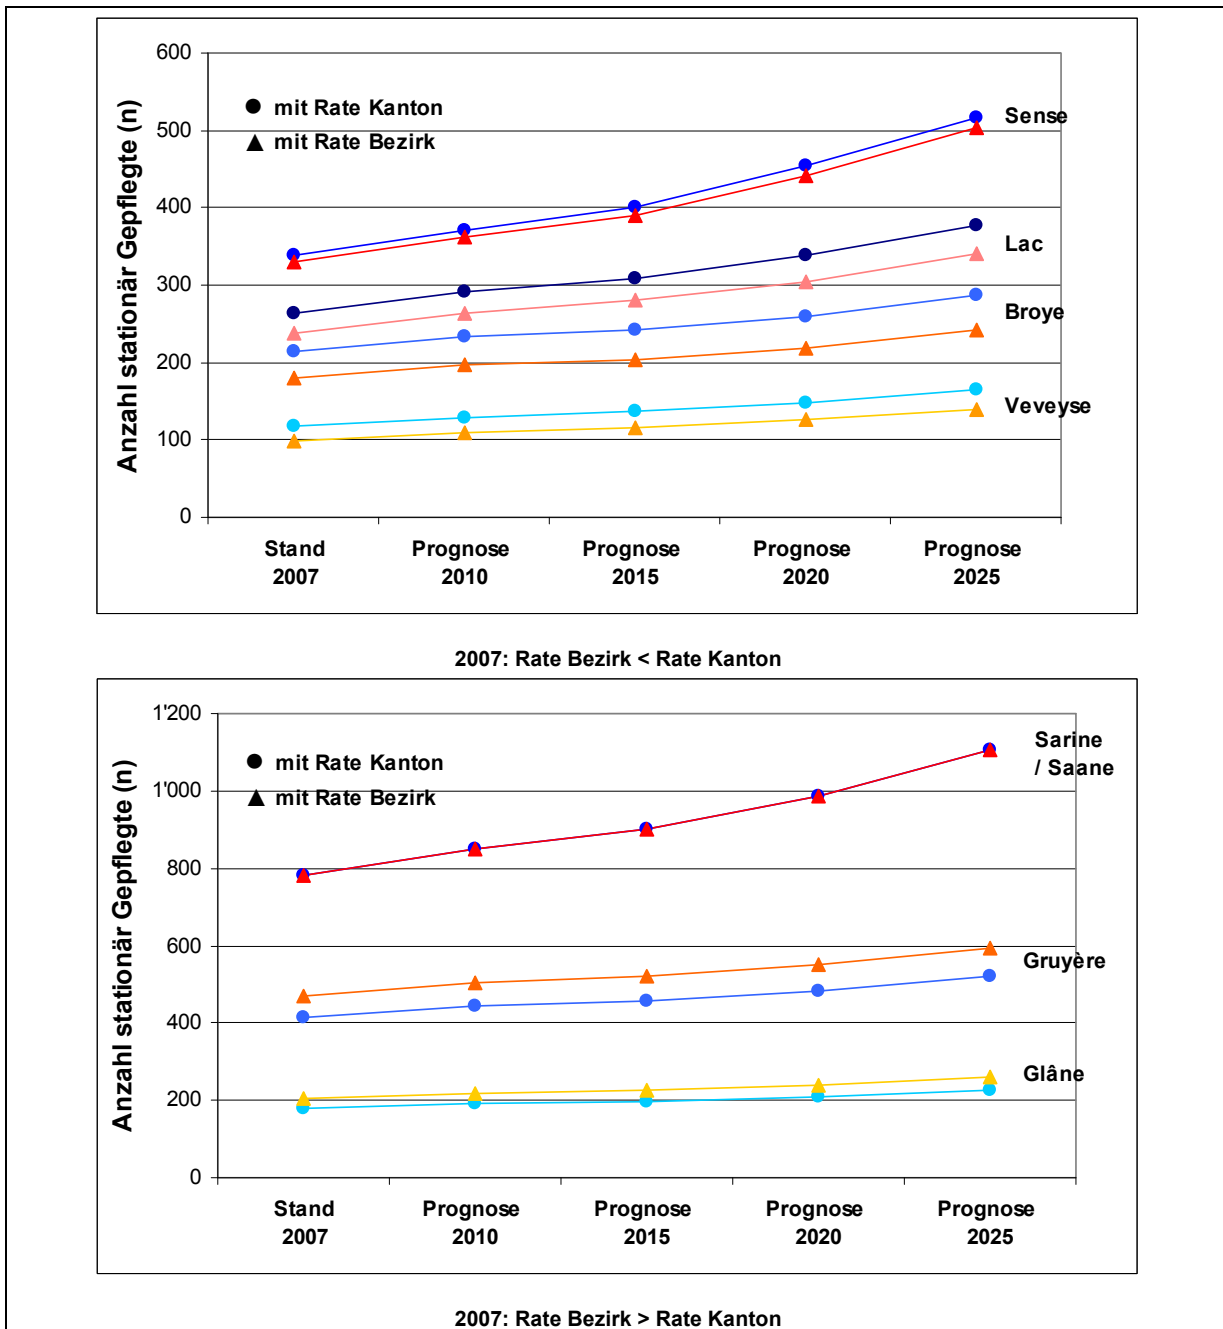 600
500
400
300
200
100
0
Anzahl stationär Gepflegte (n)
mit Rate Kanton
mit Rate Bezirk
Sense
Lac
Broye
Veveyse
Stand 2007
Prognose 2010
Prognose 2015
Prognose 2020
Prognose 2025
2007: Rate Bezirk < Rate Kanton
1'200
1'000
800
600
400
200
0
Anzahl stationär Gepflegte (n)
mit Rate Kanton
mit Rate Bezirk
Sarine
/ Saane
Gruyère
Glâne
Stand 2007
Prognose 2010
Prognose 2015
Prognose 2020
Prognose 2025
2007: Rate Bezirk > Rate Kanton